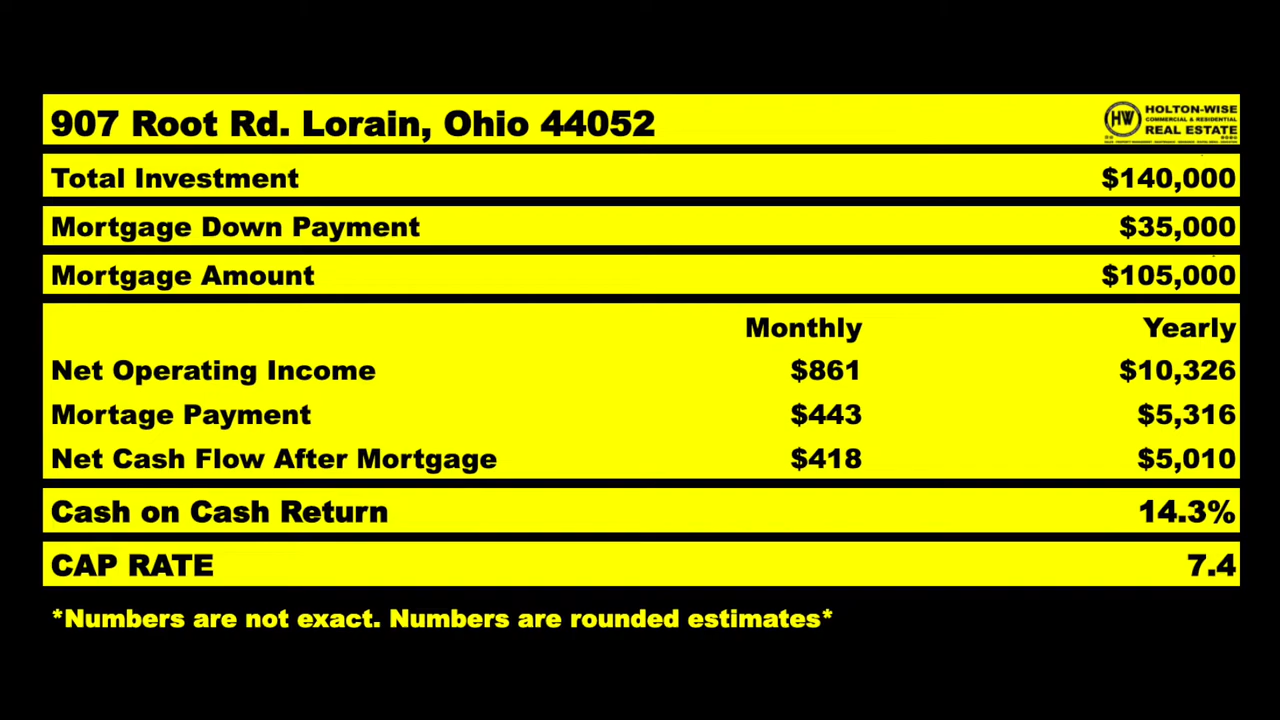 907 Root Rd. Lorain, Ohio 44052
HOLTON-WISE
COMMERCIAL & RESIDENTIAL
REAL ESTATE
HW
Total Investment $140,000
Mortgage Down Payment $35,000
Mortgage Amount $105,000
Monthly Yearly
Net Operating Income $861 $10,326
Mortage Payment $443 $5,316
Net Cash Flow After Mortgage $418 $5,010
Cash on Cash Return 14.3%
CAP RATE 7.4
*Numbers are not exact. Numbers are rounded estimates*